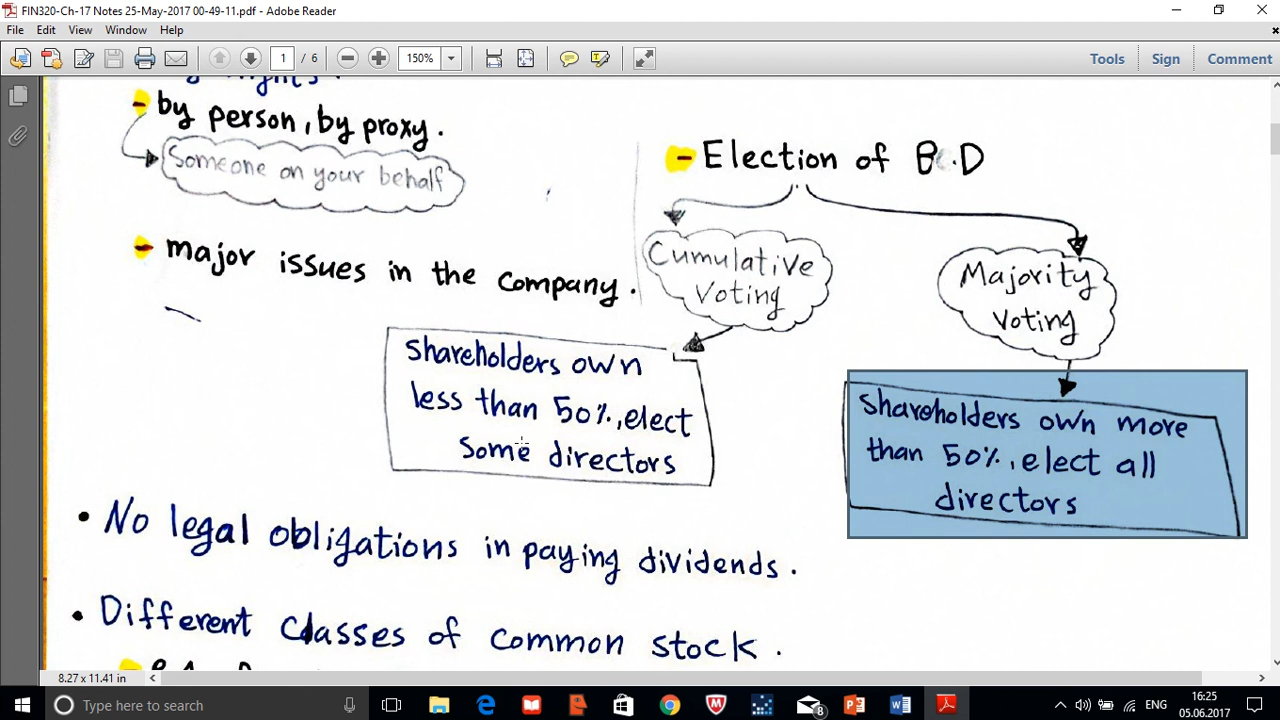 FIN320-Ch-17 Notes 25-May-2017 00-49-11.pdf - Adobe Reader
File Edit View Window Help
1 / 6 150% Tools Sign Comment
- by person, by proxy.
Someone on your behalf
- Election of B.D
- major issues in the company.
Cumulative
Voting
Majority
Voting
Shareholders own
less than 50%, elect
Some directors
Shareholders own more
than 50%, elect all
directors
• No legal obligations in paying dividends.
• Different classes of common stock.
8.27 x 11.41 in
Type here to search
8
ENG
16:25
05.06.2017